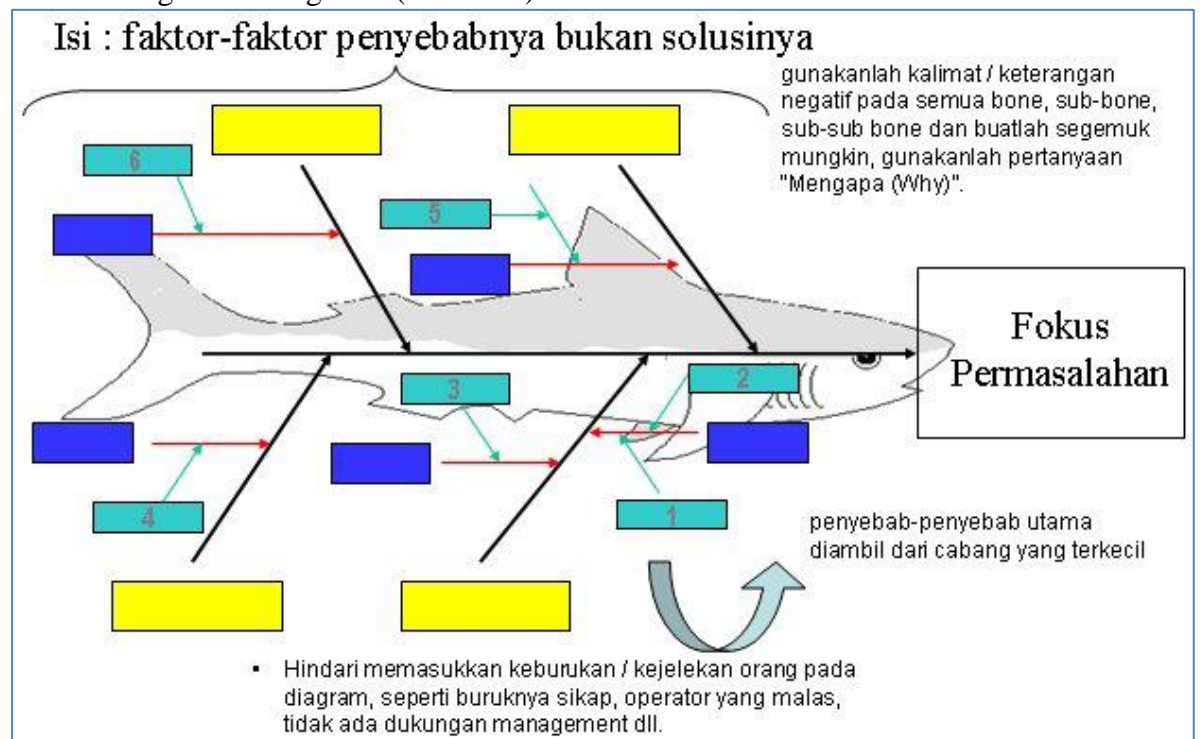 Isi : faktor-faktor penyebabnya bukan solusinya
gunakanlah kalimat / keterangan
negatif pada semua bone, sub-bone,
sub-sub bone dan buatlah segemuk
mungkin, gunakanlah pertanyaan
"Mengapa (Why)".
6
5
Fokus
Permasalahan
3
2
4
1
penyebab-penyebab utama
diambil dari cabang yang terkecil
▪ Hindari memasukkan keburukan / kejelekan orang pada
diagram, seperti buruknya sikap, operator yang malas,
tidak ada dukungan management dll.